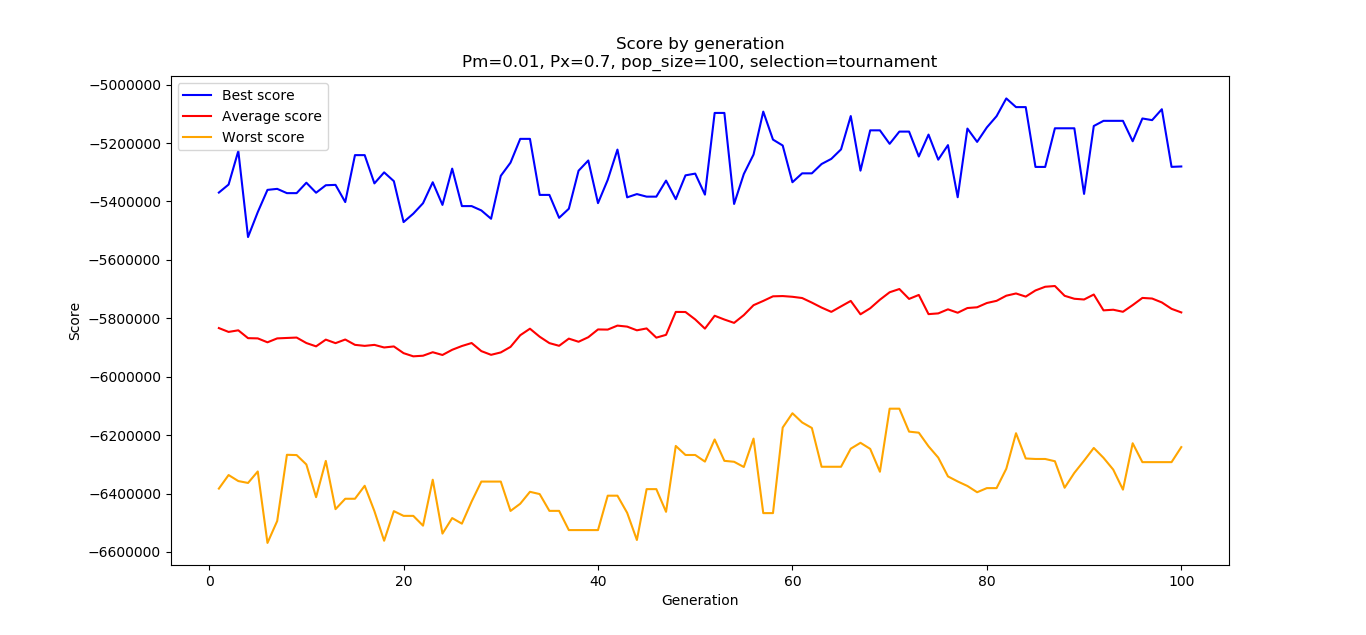 Score by generation
Pm=0.01, Px=0.7, pop_size=100, selection=tournament
Best score
Average score
Worst score
Score
−5000000
−5200000
−5400000
−5600000
−5800000
−6000000
−6200000
−6400000
−6600000
0 20 40 60 80 100
Generation